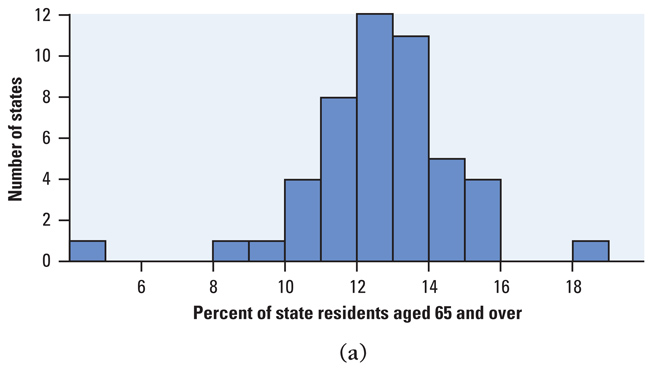 12
10
8
6
4
2
0
Number of states
6 8 10 12 14 16 18
Percent of state residents aged 65 and over
(a)